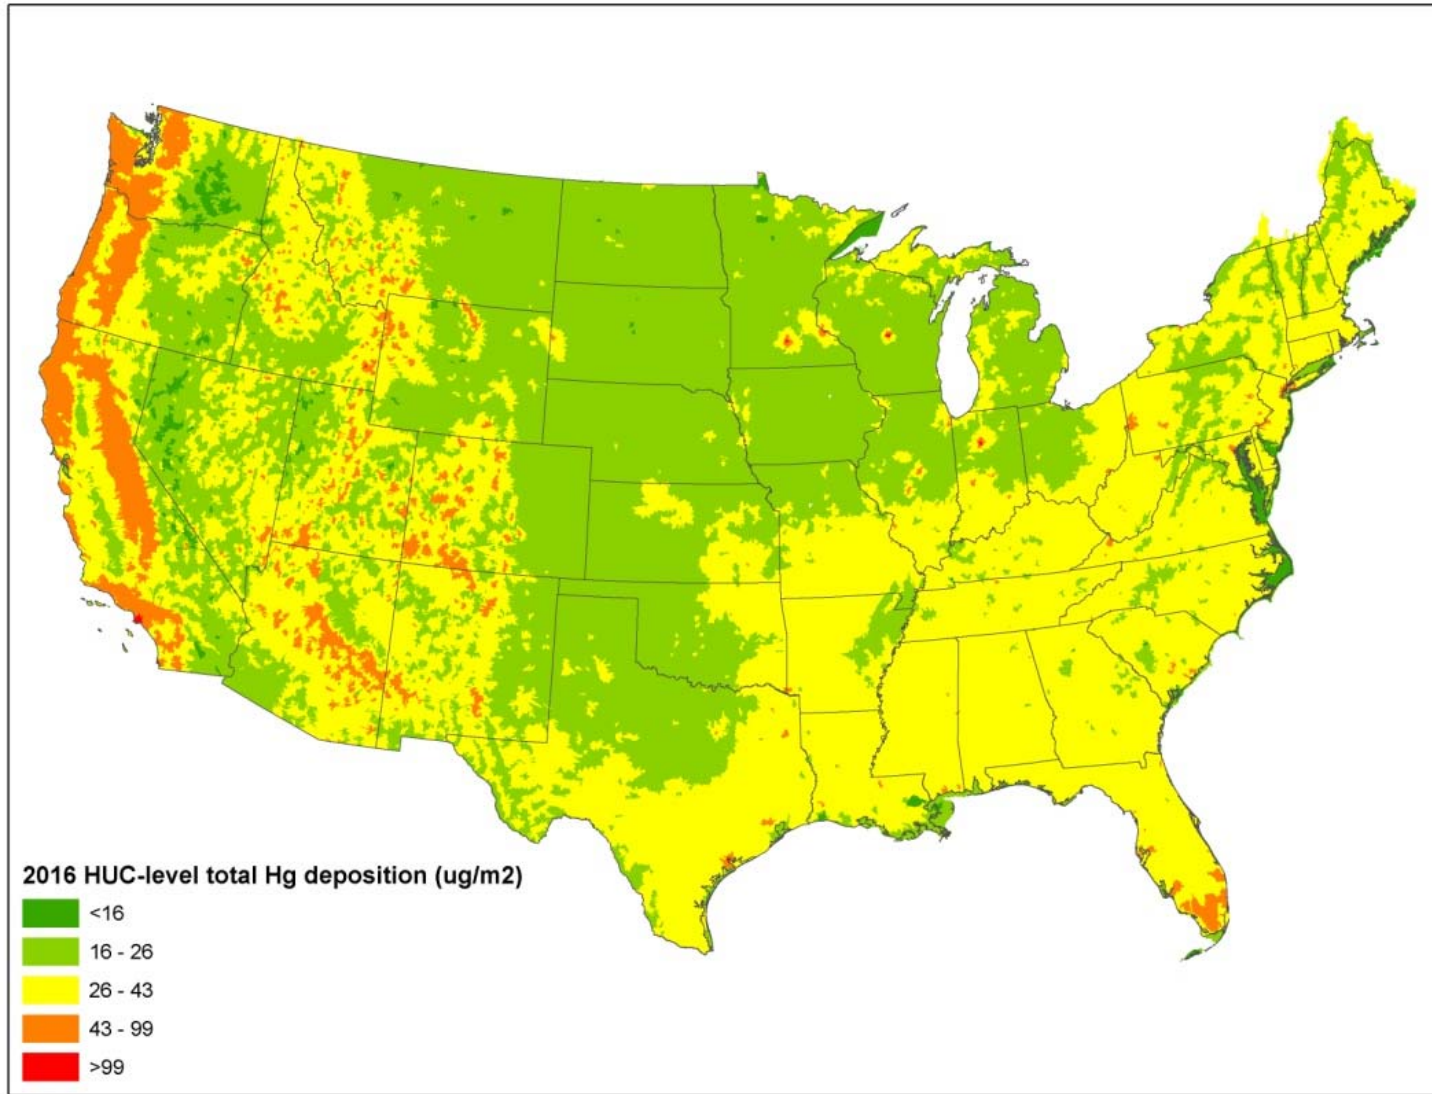 2016 HUC-level total Hg deposition (ug/m2)
<16
16 - 26
26 - 43
43 - 99
>99